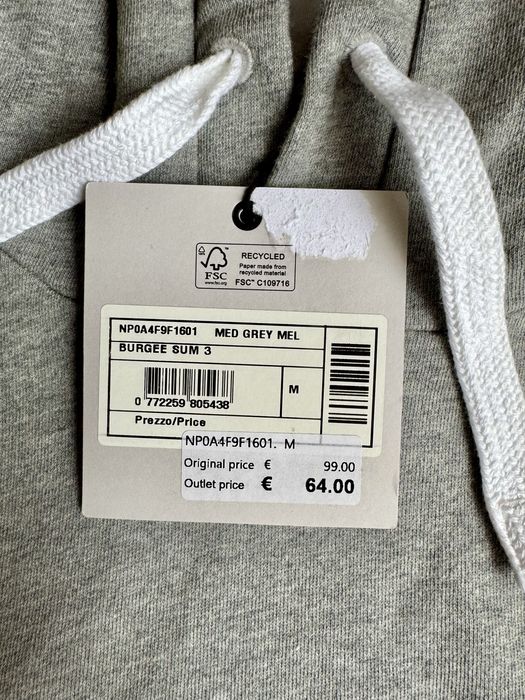 RECYCLED
Paper made from
recycled material
FSC
www.fsc.org
FSC™ C109716
NP0A4F9F1601 MED GREY MEL
BURGEE SUM 3
M
0 772259 805438
Prezzo/Price
NP0A4F9F1601. M
Original price € 99.00
Outlet price € 64.00